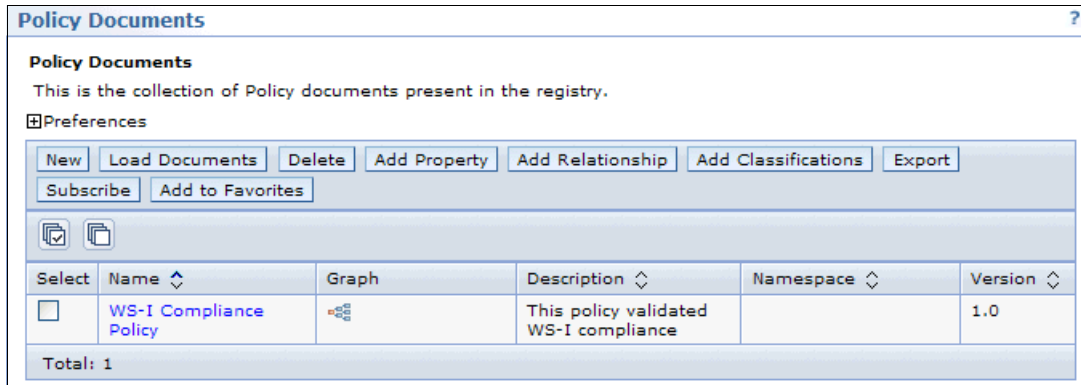 Policy Documents ?
Policy Documents
This is the collection of Policy documents present in the registry.
Preferences
New Load Documents Delete Add Property Add Relationship Add Classifications Export
Subscribe Add to Favorites
Select Name Graph Description Namespace Version
WS-I Compliance Policy This policy validated WS-I compliance 1.0
Total: 1